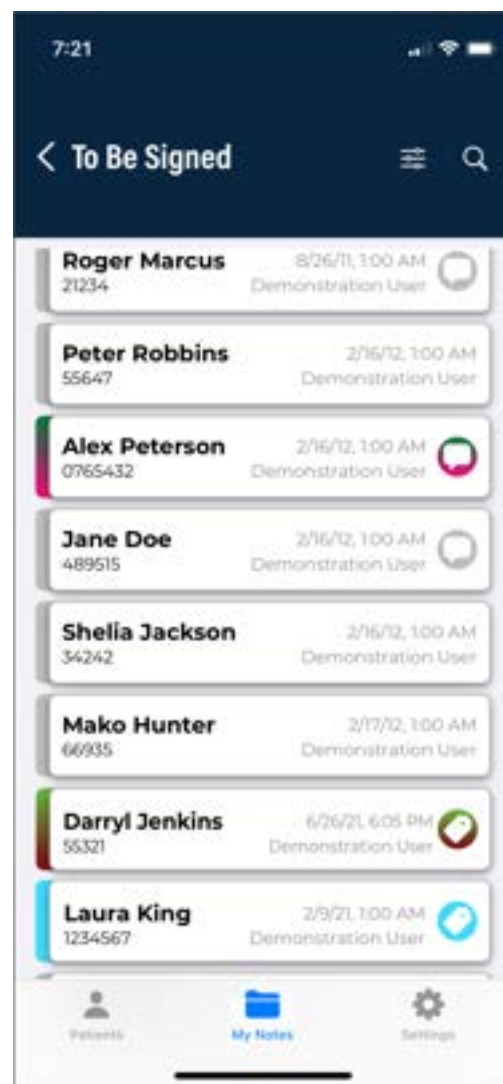 7:21
To Be Signed
Roger Marcus
8/26/11, 1:00 AM
21234
Demonstration User
Peter Robbins
2/16/12, 1:00 AM
55647
Demonstration User
Alex Peterson
2/16/12, 1:00 AM
0765432
Demonstration User
Jane Doe
2/16/12, 1:00 AM
489515
Demonstration User
Shelia Jackson
2/16/12, 1:00 AM
34242
Demonstration User
Mako Hunter
2/17/12, 1:00 AM
66935
Demonstration User
Darryl Jenkins
6/26/21, 6:05 PM
55321
Demonstration User
Laura King
2/9/21, 1:00 AM
1234567
Demonstration User
Patients
My Notes
Settings